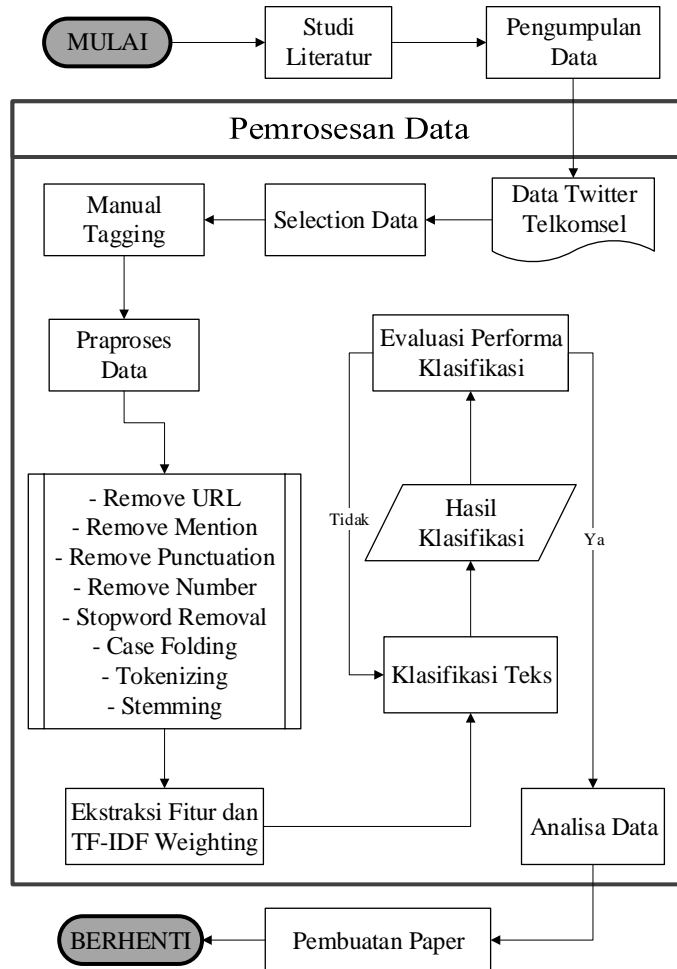 MULAI
Studi
Literatur
Pengumpulan
Data
Pemrosesan Data
Data Twitter
Telkomsel
Selection Data
Manual
Tagging
Praproses
Data
- Remove URL
- Remove Mention
- Remove Punctuation
- Remove Number
- Stopword Removal
- Case Folding
- Tokenizing
- Stemming
Ekstraksi Fitur dan
TF-IDF Weighting
Klasifikasi Teks
Hasil
Klasifikasi
Evaluasi Performa
Klasifikasi
Tidak
Ya
Analisa Data
Pembuatan Paper
BERHENTI